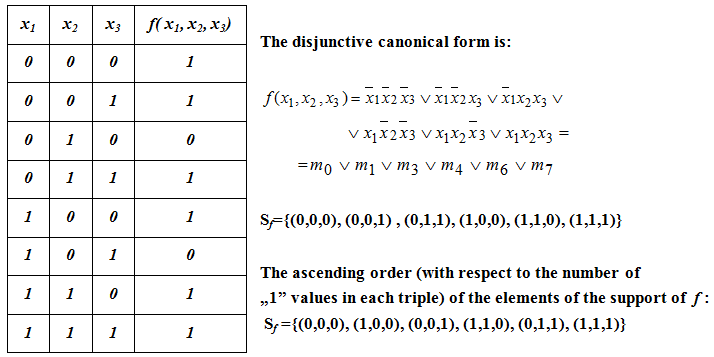 x₁ x₂ x₃ f(x₁, x₂, x₃)
0 0 0 1
0 0 1 1
0 1 0 0
0 1 1 1
1 0 0 1
1 0 1 0
1 1 0 1
1 1 1 1
The disjunctive canonical form is:
f(x₁, x₂, x₃) = x̄₁x̄₂x̄₃ ∨ x̄₁x̄₂x₃ ∨ x̄₁x₂x₃ ∨
∨ x₁x̄₂x̄₃ ∨ x₁x₂x̄₃ ∨ x₁x₂x₃ =
= m₀ ∨ m₁ ∨ m₃ ∨ m₄ ∨ m₆ ∨ m₇
S_f={(0,0,0), (0,0,1) , (0,1,1), (1,0,0), (1,1,0), (1,1,1)}
The ascending order (with respect to the number of
„1” values in each triple) of the elements of the support of f :
S_f={(0,0,0), (1,0,0), (0,0,1), (1,1,0), (0,1,1), (1,1,1)}